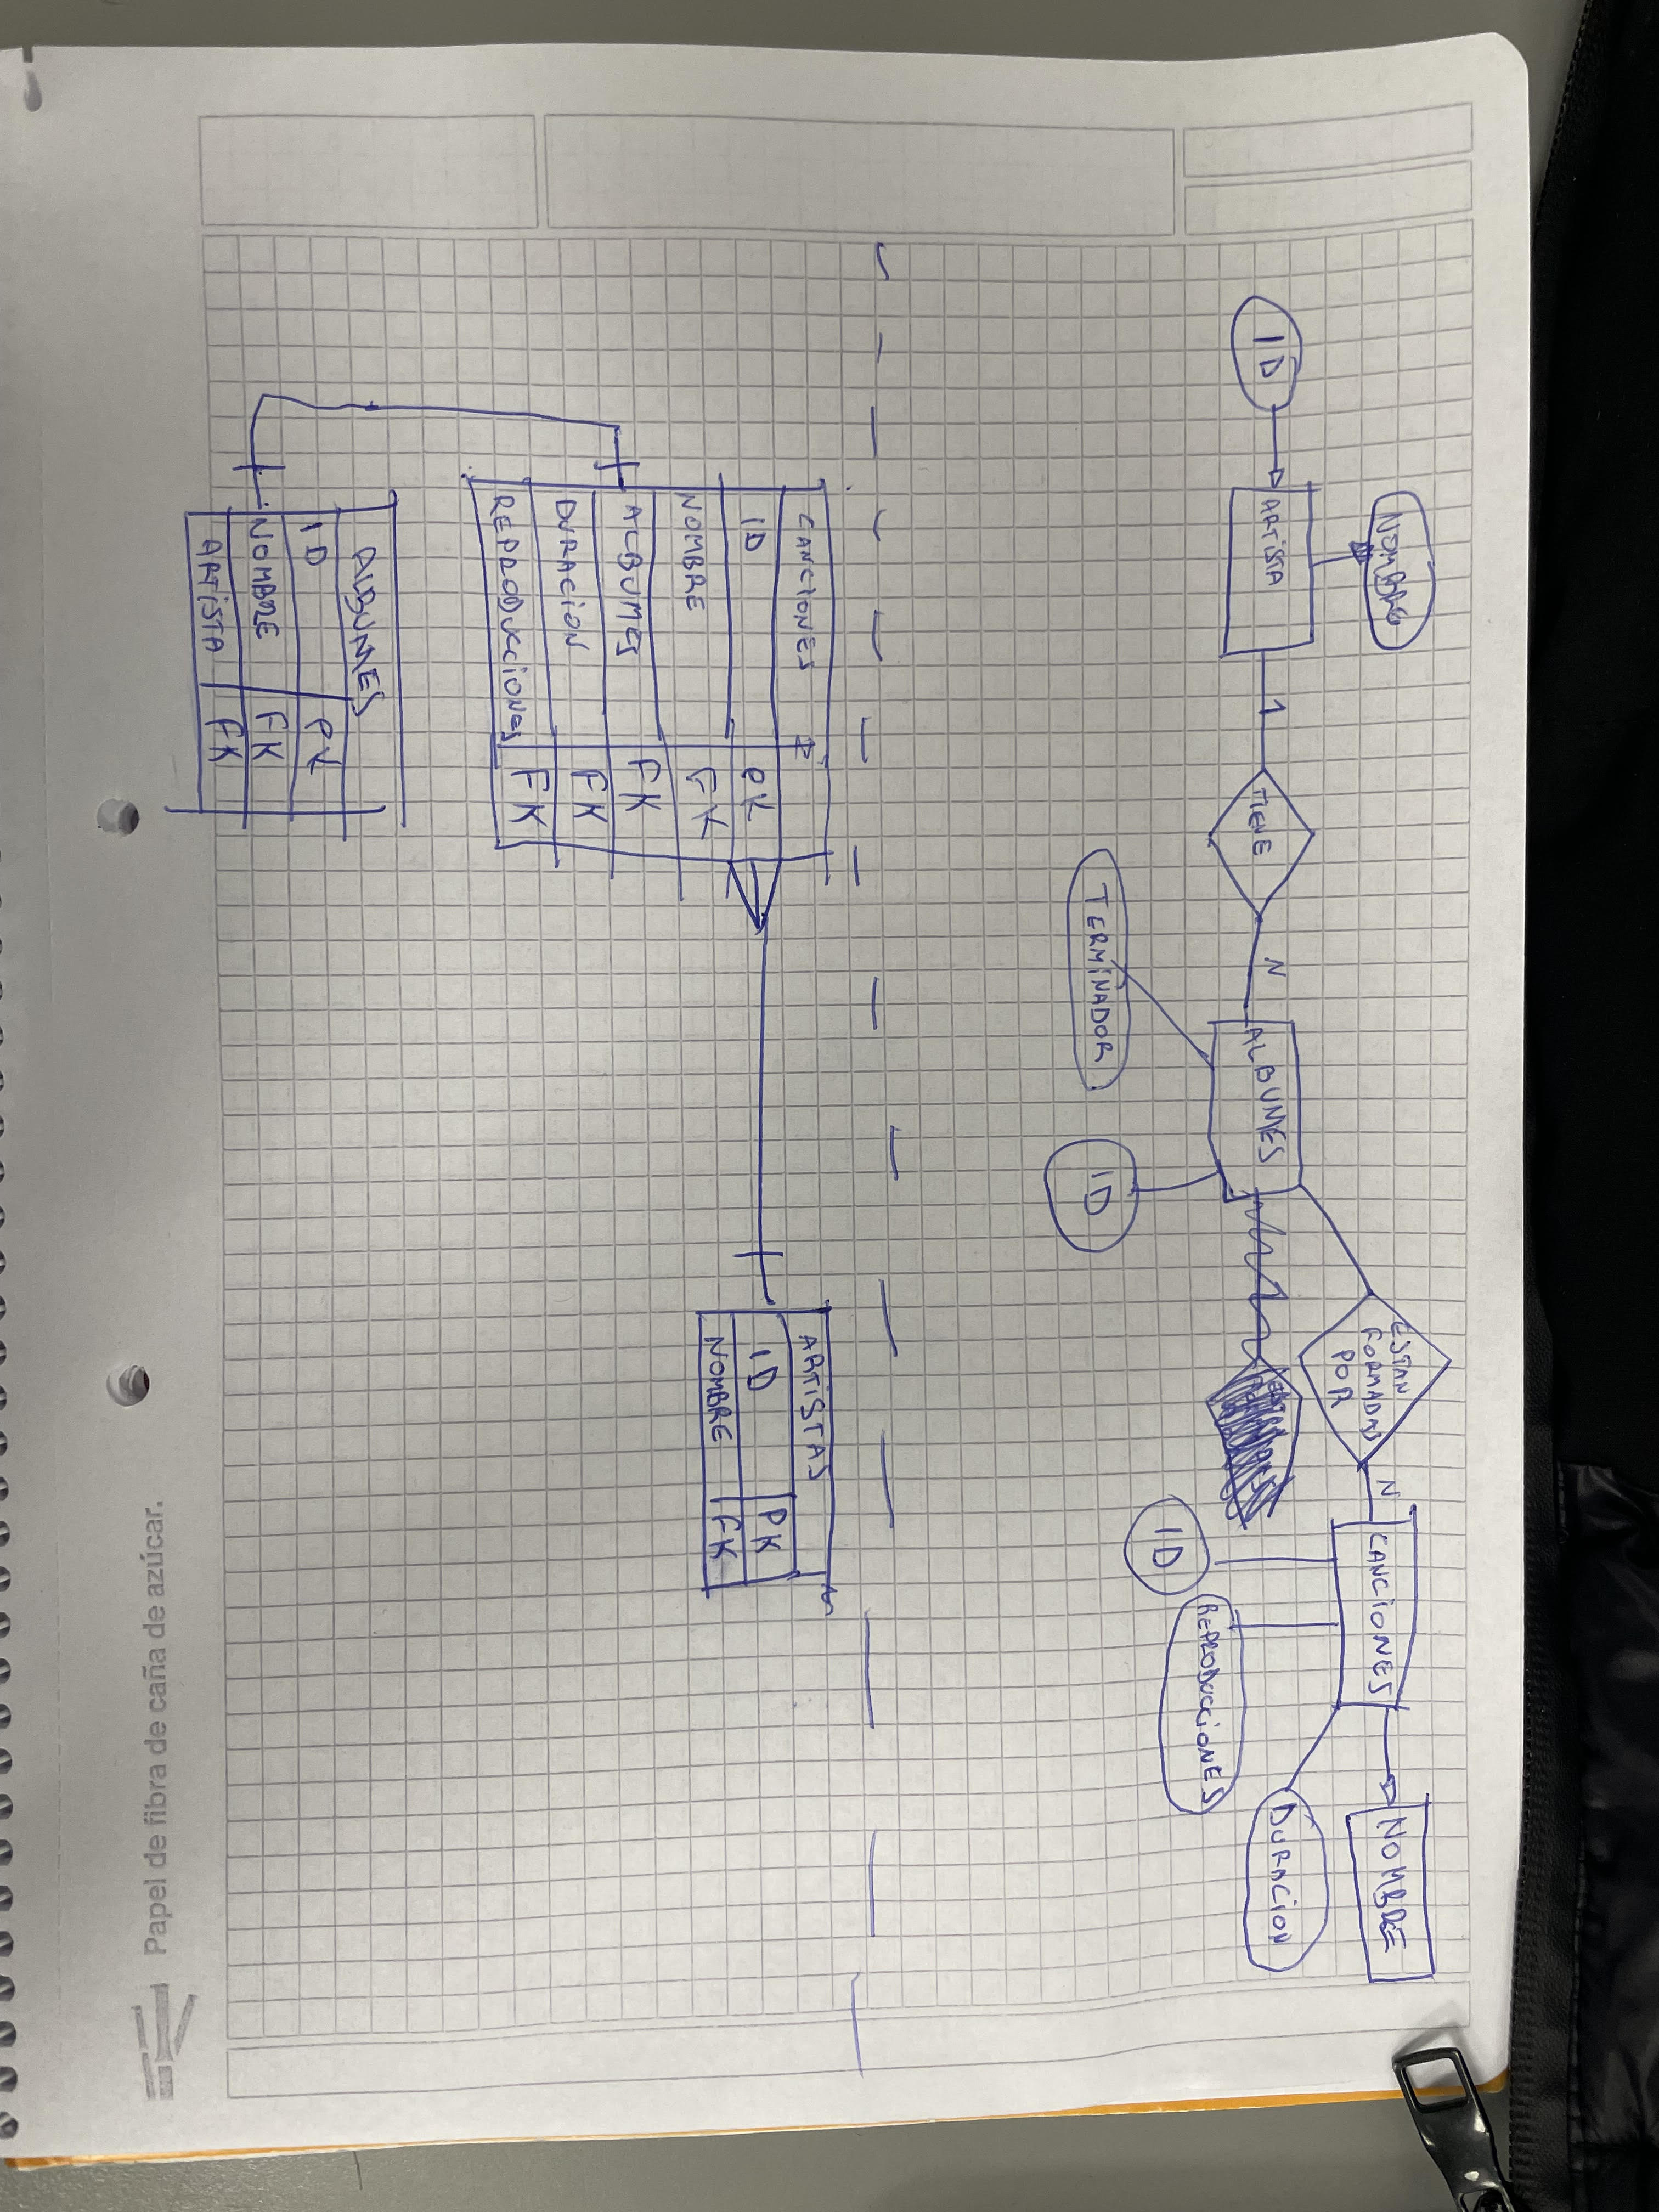 NOMBRE
ID
ARTISTA
1
TIENE
N
ALBUMES
ESTAN
FORMADAS
POR
N
CANCIONES
NOMBRE
TERMINADOR
ID
ID
REPRODUCCIONES
DURACION
CANCIONES
ID PK
NOMBRE FK
ALBUMES FK
DURACION FK
REPRODUCCIONES FK
ARTISTAS
ID PK
NOMBRE FK
ALBUMES
ID PK
NOMBRE FK
ARTISTA FK
Papel de fibra de caña de azúcar.